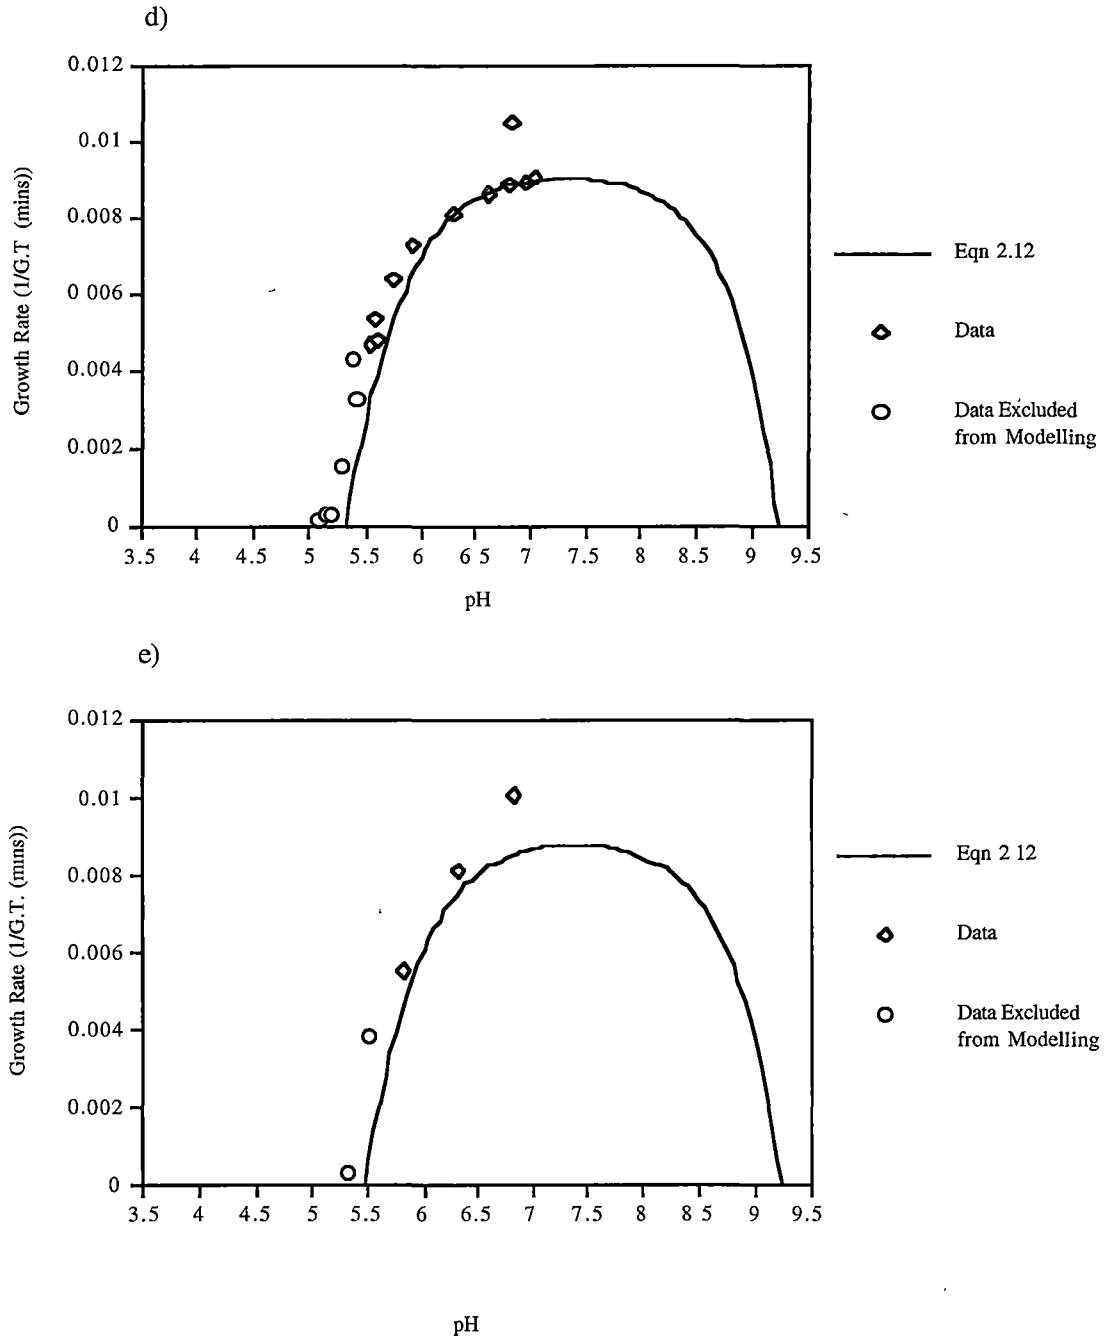 d)
0.012
0.01
0.008
0 006
0.004
0.002
0
Growth Rate (1/G.T (mins))
3.5 4 4.5 5 5.5 6 6 5 7 7.5 8 8.5 9 9.5
pH
Eqn 2.12
Data
Data Excluded
from Modelling
e)
0.012
0.01
0.008
0.006
0.004
0.002
0
Growth Rate (1/G.T. (mins))
3.5 4 4.5 5 5.5 6 6.5 7 7.5 8 8 5 9 9.5
pH
Eqn 2 12
Data
Data Excluded
from Modelling